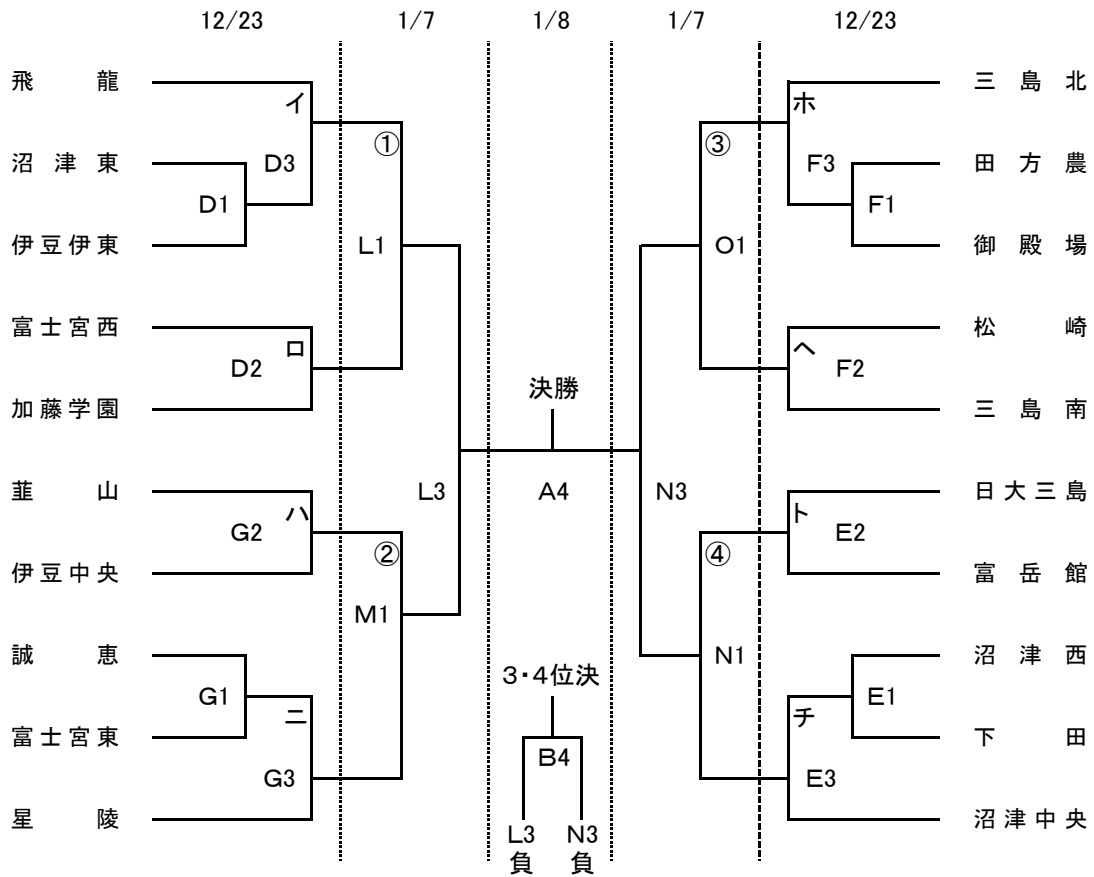 12/23 1/7 1/8 1/7 12/23
飛龍 三島北
イ ホ
① ③
沼津東 D3 F3 田方農
D1 F1
伊豆伊東 L1 O1 御殿場
富士宮西 松崎
ロ ヘ
D2 F2
決勝
加藤学園 三島南
韮山 L3 A4 N3 日大三島
ハ ト
G2 E2
② ④
伊豆中央 富岳館
M1
誠恵 N1 沼津西
3・4位決
G1 E1
ニ チ
富士宮東 下田
B4
G3 E3
星陵 沼津中央
L3 N3
負 負